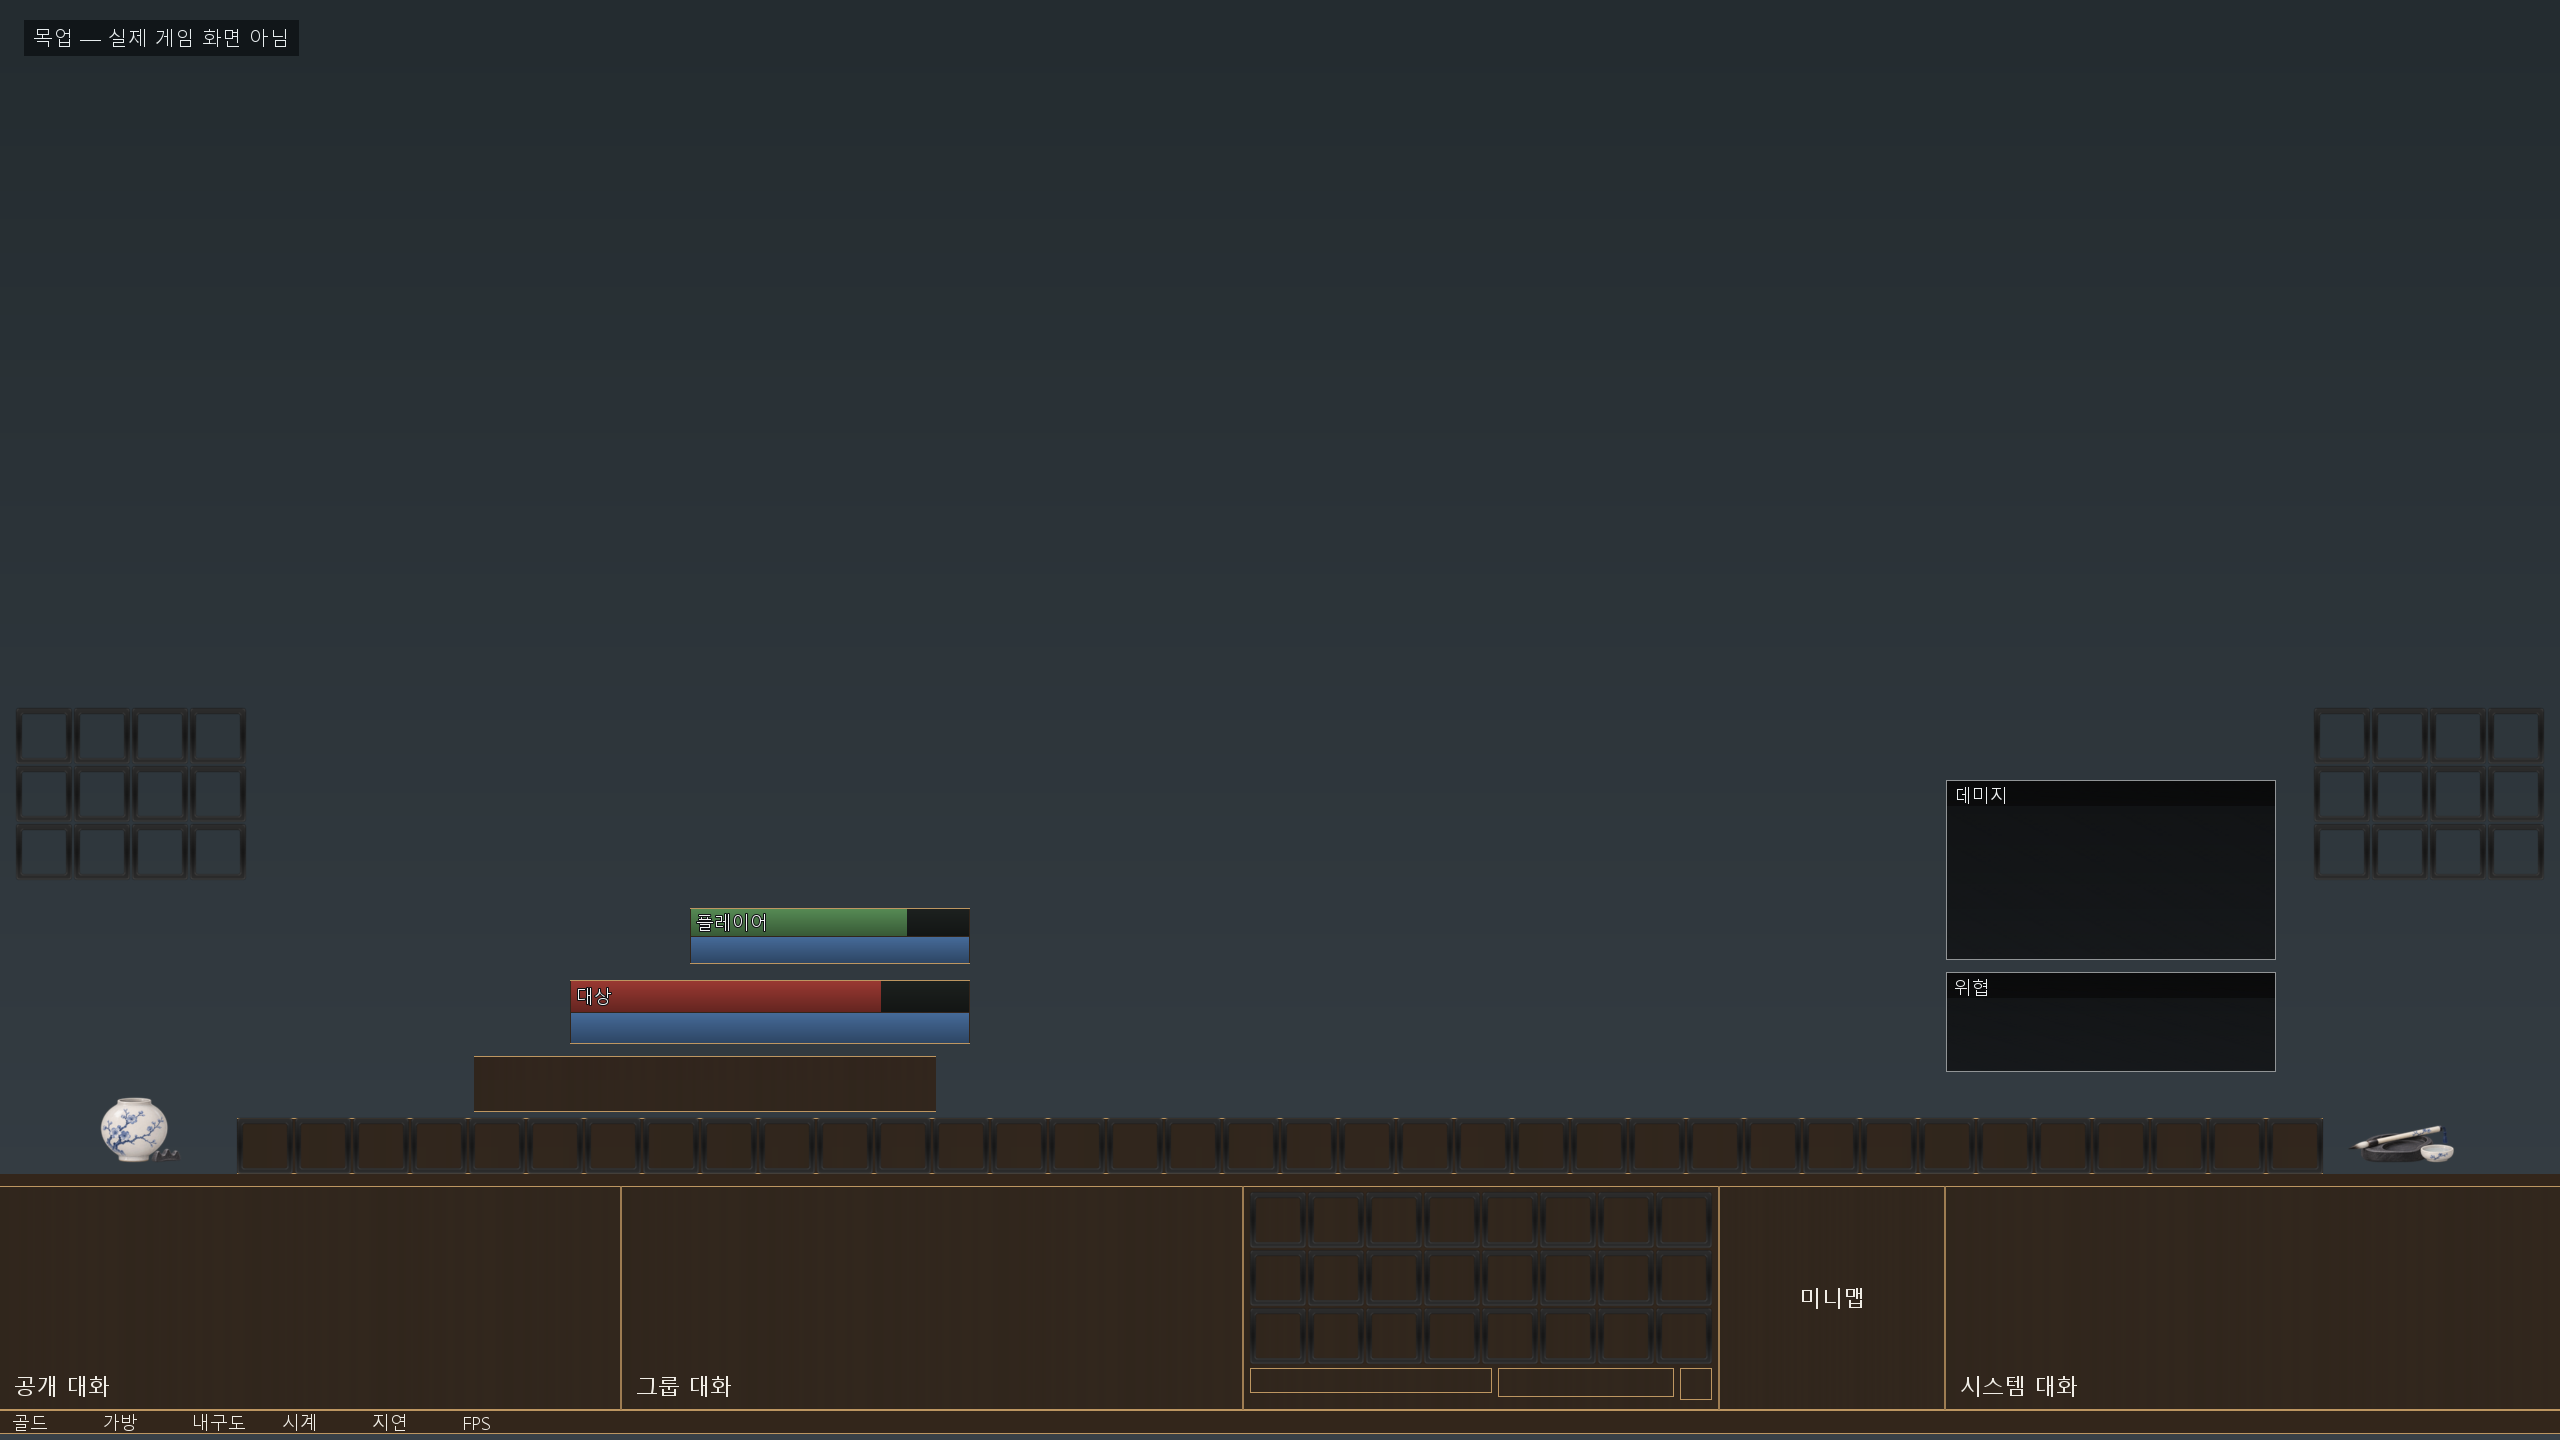 목업 — 실제 게임 화면 아님
데미지
플레이어
위협
대상
미니맵
공개 대화
그룹 대화
시스템 대화
골드 가방 내구도 시계 지연 FPS